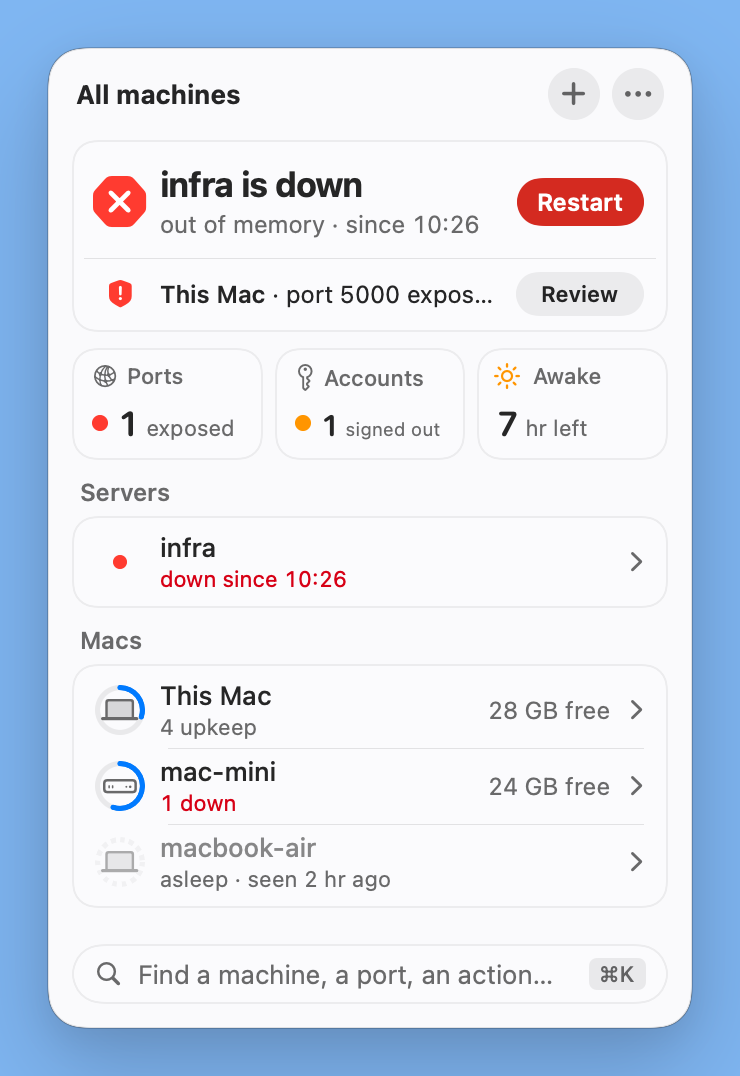 All machines
infra is down
out of memory · since 10:26
Restart
This Mac · port 5000 expos...
Review
Ports
1 exposed
Accounts
1 signed out
Awake
7 hr left
Servers
infra
down since 10:26
Macs
This Mac
4 upkeep
28 GB free
mac-mini
1 down
24 GB free
macbook-air
asleep · seen 2 hr ago
Find a machine, a port, an action...
⌘K